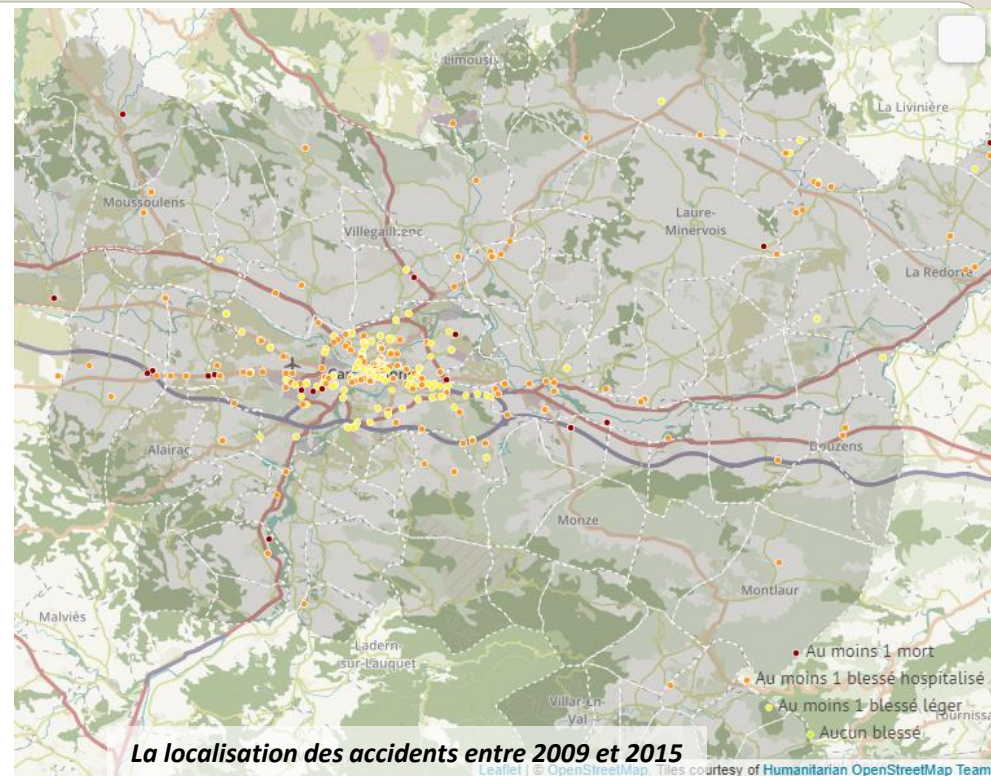 Limousi
La Livinière
Moussoulens
Laure-
Minervois
Villegailhenc
La Redorte
Alairac
Douzens
Monze
Montlaur
Malviès
Ladern
-sur-Lauquet
Villar-en-
Val
Au moins 1 mort
Au moins 1 blessé hospitalisé
Au moins 1 blessé léger
Aucun blessé
Tournissa
La localisation des accidents entre 2009 et 2015
Leaflet | © OpenStreetMap, Tiles courtesy of Humanitarian OpenStreetMap Team